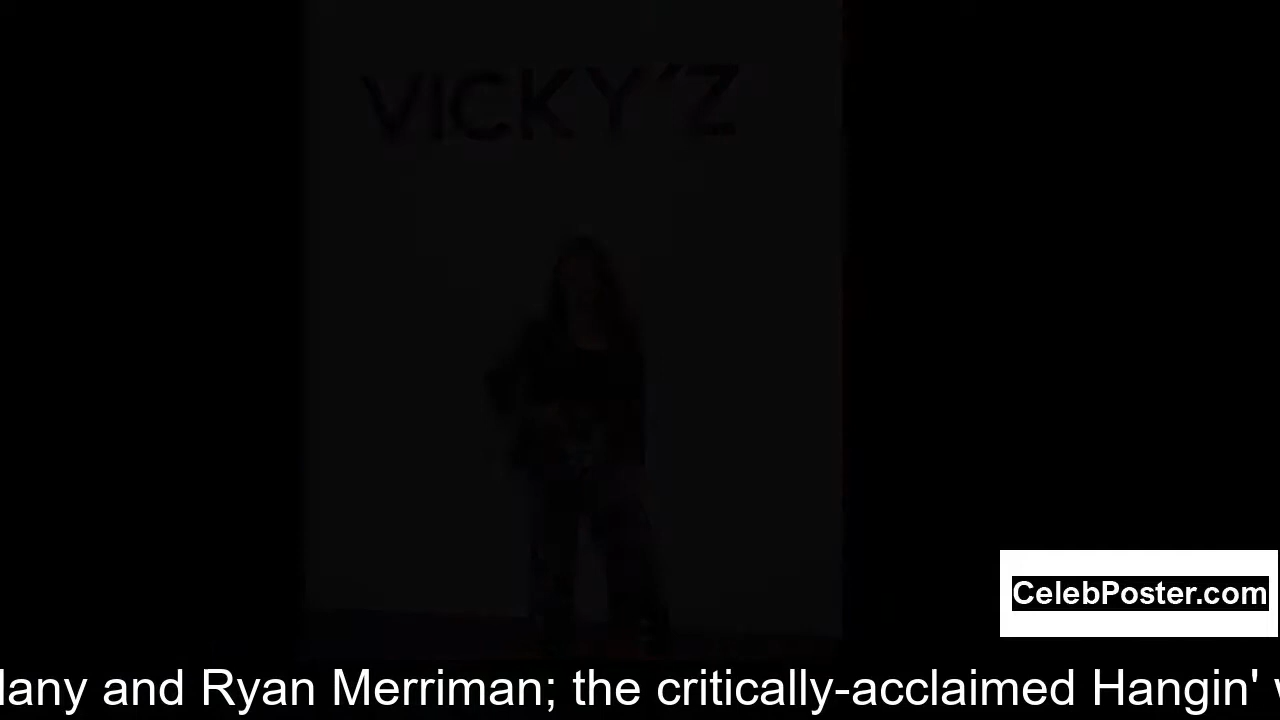 VICKY'Z
CelebPoster.com
lany and Ryan Merriman; the critically-acclaimed Hangin'